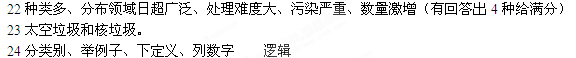 22 种类多、分布领域日超广泛、处理难度大、污染严重、数量激增（有回答出 4 种给满分）
23 太空垃圾和核垃圾。
24 分类别、举例子、下定义、列数字 逻辑